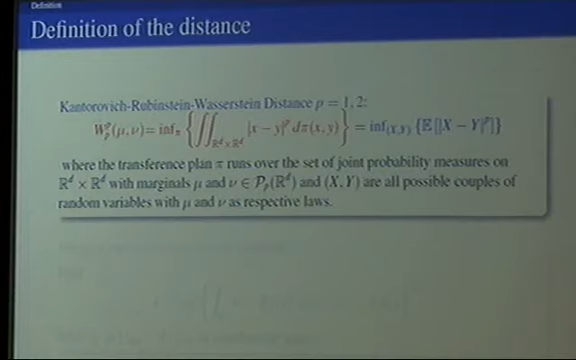 Definition
Definition of the distance
Kantorovich-Rubinstein-Wasserstein Distance p = 1, 2:
W_p^p(μ, ν) = inf_π { ∬_{ℝ^d×ℝ^d} |x − y|^p dπ(x, y) } = inf_{(X,Y)} {𝔼[|X − Y|^p]}
where the transference plan π runs over the set of joint probability measures on
ℝ^d × ℝ^d with marginals μ and ν ∈ 𝒫_p(ℝ^d) and (X, Y) are all possible couples of
random variables with μ and ν as respective laws.